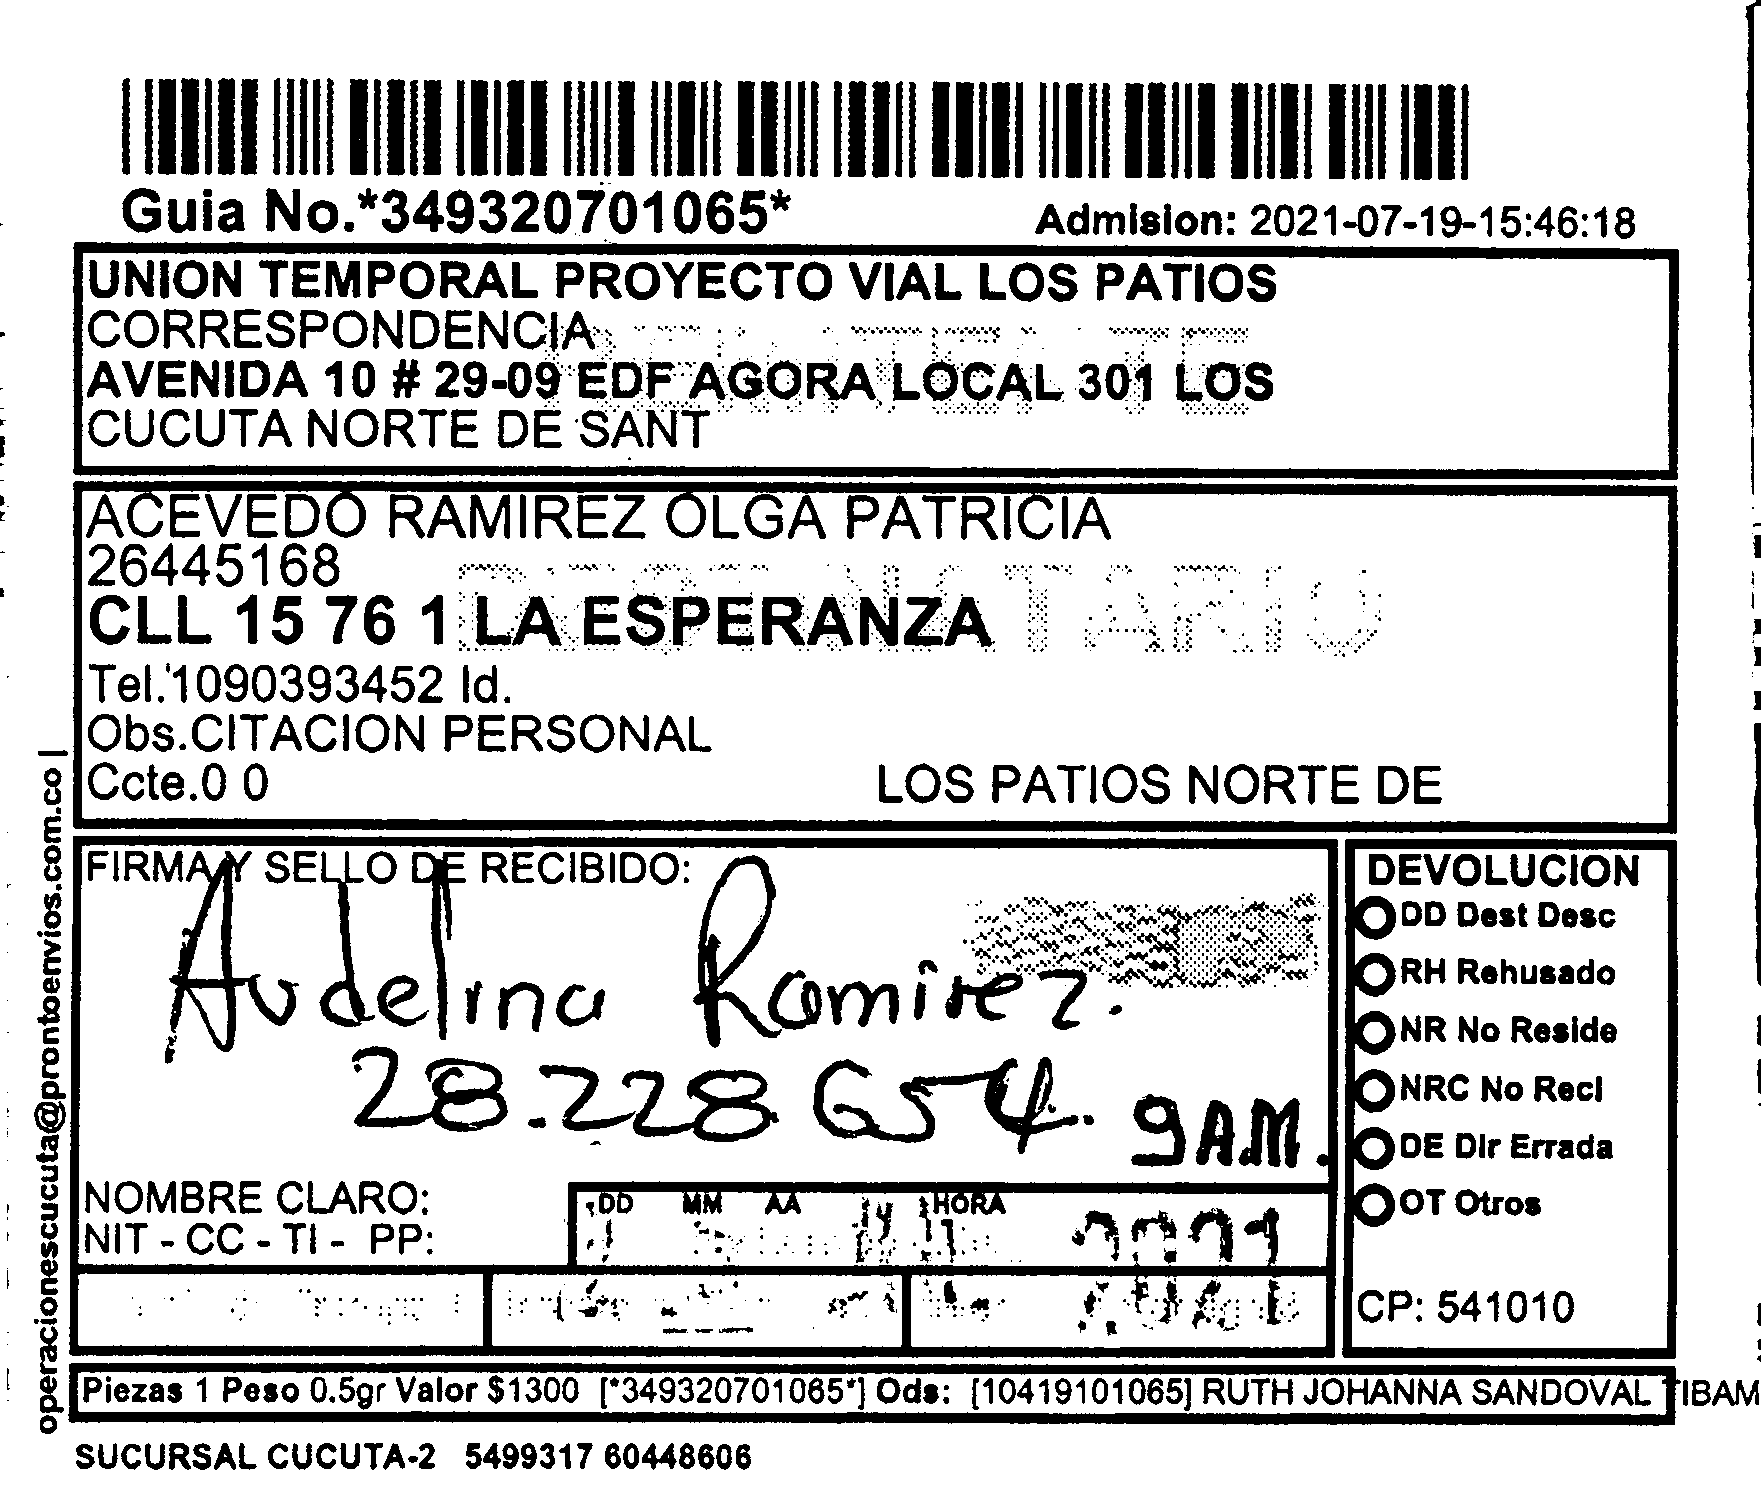 Guia No.*349320701065*
Admision: 2021-07-19-15:46:18
UNION TEMPORAL PROYECTO VIAL LOS PATIOS
CORRESPONDENCIA
REMITENTE
AVENIDA 10 # 29-09 EDF AGORA LOCAL 301 LOS
CUCUTA NORTE DE SANT
ACEVEDO RAMIREZ OLGA PATRICIA
26445168
DESTINATARIO
CLL 15 76 1 LA ESPERANZA
Tel.1090393452 Id.
Obs.CITACION PERSONAL
Ccte.0 0
LOS PATIOS NORTE DE
FIRMA Y SELLO DE RECIBIDO:
Audelina Ramirez.
28.228.654.
9 A.M.
NOMBRE CLARO:
NIT - CC - TI - PP:
DD MM AA HORA
2021
DEVOLUCION
DD Dest Desc
RH Rehusado
NR No Reside
NRC No Recl
DE Dir Errada
OT Otros
CP: 541010
Piezas 1 Peso 0.5gr Valor $1300 [*349320701065*] Ods: [10419101065] RUTH JOHANNA SANDOVAL TIBAM
SUCURSAL CUCUTA-2 5499317 60448606
operacionescucuta@prontoenvios.com.co |